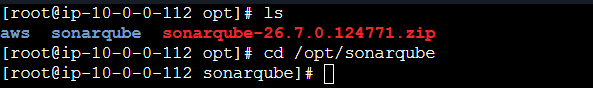 [root@ip-10-0-0-112 opt]# ls
aws  sonarqube  sonarqube-26.7.0.124771.zip
[root@ip-10-0-0-112 opt]# cd /opt/sonarqube
[root@ip-10-0-0-112 sonarqube]#